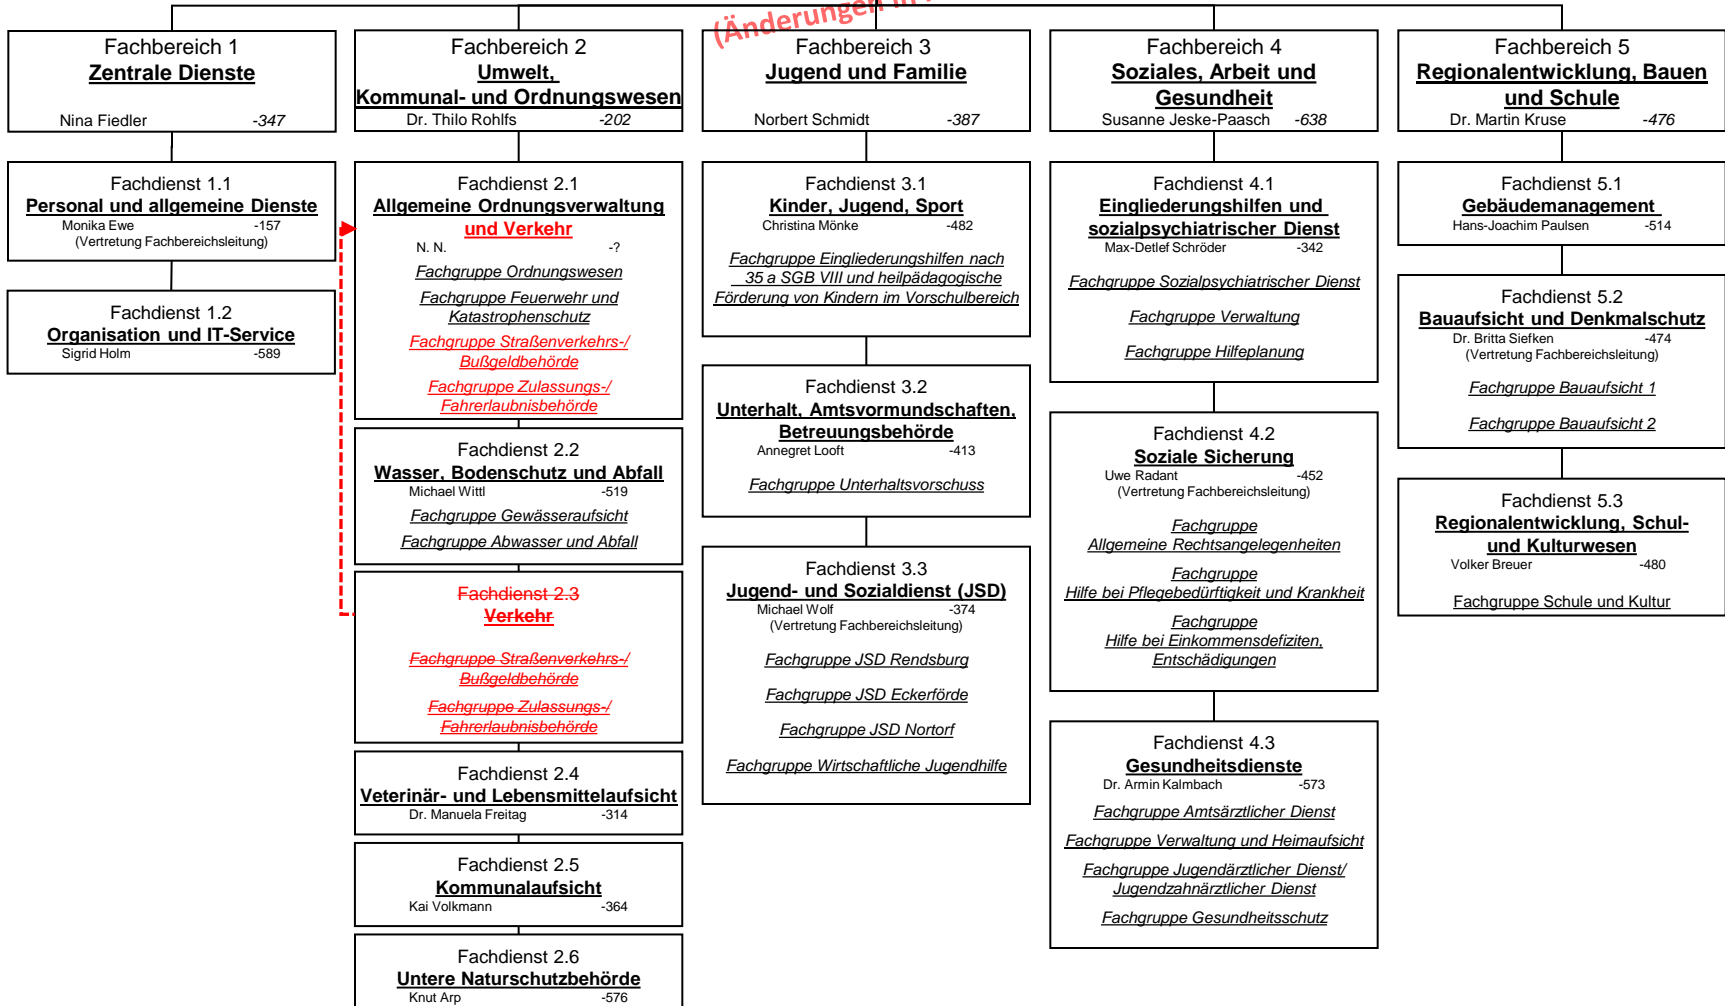 (Änderungen in
Fachbereich 1
Zentrale Dienste
Nina Fiedler -347
Fachdienst 1.1
Personal und allgemeine Dienste
Monika Ewe -157
(Vertretung Fachbereichsleitung)
Fachdienst 1.2
Organisation und IT-Service
Sigrid Holm -589
Fachbereich 2
Umwelt,
Kommunal- und Ordnungswesen
Dr. Thilo Rohlfs -202
Fachdienst 2.1
Allgemeine Ordnungsverwaltung
und Verkehr
N. N. -?
Fachgruppe Ordnungswesen
Fachgruppe Feuerwehr und
Katastrophenschutz
Fachgruppe Straßenverkehrs-/
Bußgeldbehörde
Fachgruppe Zulassungs-/
Fahrerlaubnisbehörde
Fachdienst 2.2
Wasser, Bodenschutz und Abfall
Michael Wittl -519
Fachgruppe Gewässeraufsicht
Fachgruppe Abwasser und Abfall
Fachdienst 2.3
Verkehr
Fachgruppe Straßenverkehrs-/
Bußgeldbehörde
Fachgruppe Zulassungs-/
Fahrerlaubnisbehörde
Fachdienst 2.4
Veterinär- und Lebensmittelaufsicht
Dr. Manuela Freitag -314
Fachdienst 2.5
Kommunalaufsicht
Kai Volkmann -364
Fachdienst 2.6
Untere Naturschutzbehörde
Knut Arp -576
Fachbereich 3
Jugend und Familie
Norbert Schmidt -387
Fachdienst 3.1
Kinder, Jugend, Sport
Christina Mönke -482
Fachgruppe Eingliederungshilfen nach
35 a SGB VIII und heilpädagogische
Förderung von Kindern im Vorschulbereich
Fachdienst 3.2
Unterhalt, Amtsvormundschaften,
Betreuungsbehörde
Annegret Looft -413
Fachgruppe Unterhaltsvorschuss
Fachdienst 3.3
Jugend- und Sozialdienst (JSD)
Michael Wolf -374
(Vertretung Fachbereichsleitung)
Fachgruppe JSD Rendsburg
Fachgruppe JSD Eckerförde
Fachgruppe JSD Nortorf
Fachgruppe Wirtschaftliche Jugendhilfe
Fachbereich 4
Soziales, Arbeit und
Gesundheit
Susanne Jeske-Paasch -638
Fachdienst 4.1
Eingliederungshilfen und
sozialpsychiatrischer Dienst
Max-Detlef Schröder -342
Fachgruppe Sozialpsychiatrischer Dienst
Fachgruppe Verwaltung
Fachgruppe Hilfeplanung
Fachdienst 4.2
Soziale Sicherung
Uwe Radant -452
(Vertretung Fachbereichsleitung)
Fachgruppe
Allgemeine Rechtsangelegenheiten
Fachgruppe
Hilfe bei Pflegebedürftigkeit und Krankheit
Fachgruppe
Hilfe bei Einkommensdefiziten,
Entschädigungen
Fachdienst 4.3
Gesundheitsdienste
Dr. Armin Kalmbach -573
Fachgruppe Amtsärztlicher Dienst
Fachgruppe Verwaltung und Heimaufsicht
Fachgruppe Jugendärztlicher Dienst/
Jugendzahnärztlicher Dienst
Fachgruppe Gesundheitsschutz
Fachbereich 5
Regionalentwicklung, Bauen
und Schule
Dr. Martin Kruse -476
Fachdienst 5.1
Gebäudemanagement
Hans-Joachim Paulsen -514
Fachdienst 5.2
Bauaufsicht und Denkmalschutz
Dr. Britta Siefken -474
(Vertretung Fachbereichsleitung)
Fachgruppe Bauaufsicht 1
Fachgruppe Bauaufsicht 2
Fachdienst 5.3
Regionalentwicklung, Schul-
und Kulturwesen
Volker Breuer -480
Fachgruppe Schule und Kultur